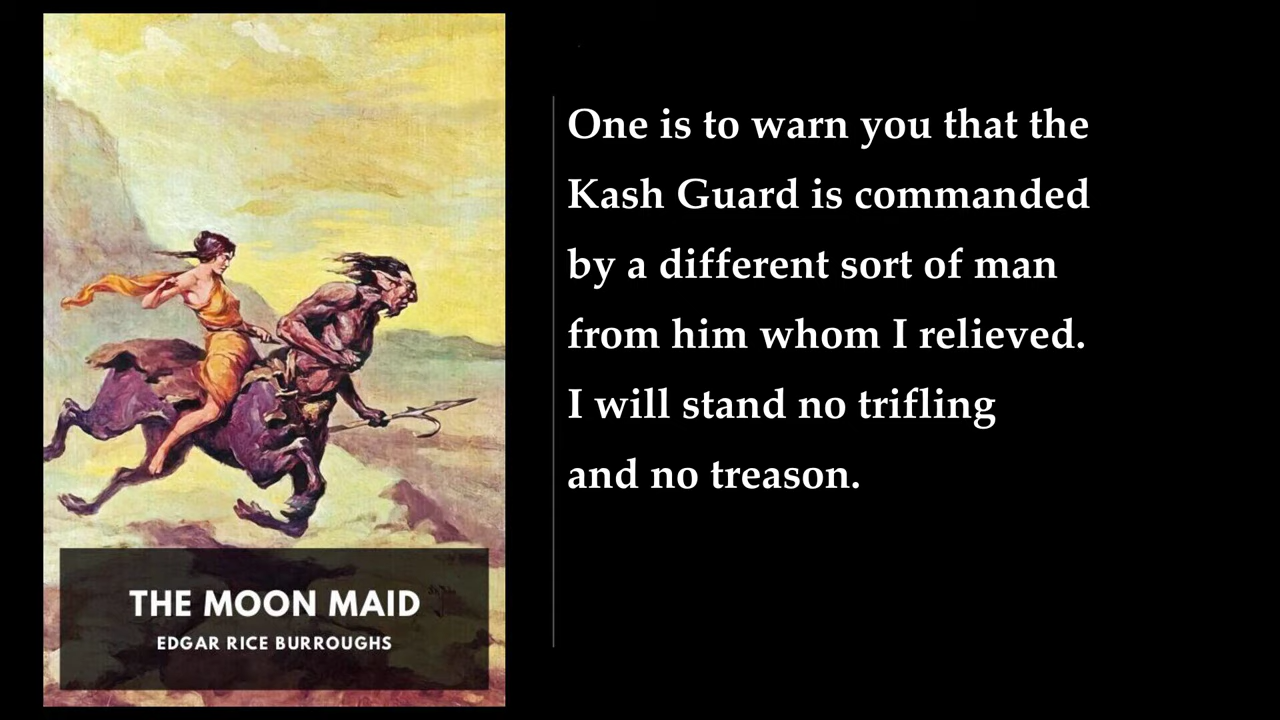 THE MOON MAID
EDGAR RICE BURROUGHS
One is to warn you that the
Kash Guard is commanded
by a different sort of man
from him whom I relieved.
I will stand no trifling
and no treason.